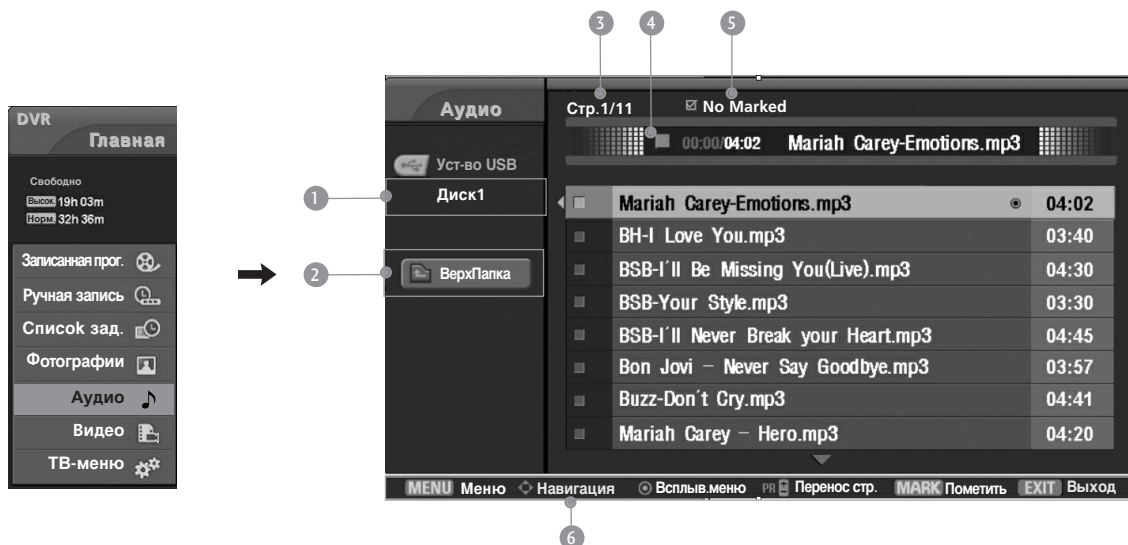 3 4 5
DVR
Главная
Свободно
Высок. 19h 03m
Норм. 32h 36m
Записанная прог.
Ручная запись
Список зад.
Фотографии
Аудио
Видео
ТВ-меню
Аудио
Уст-во USB
1
Диск1
2
ВерхПапка
Стр.1/11
No Marked
00:00/04:02 Mariah Carey-Emotions.mp3
Mariah Carey-Emotions.mp3 04:02
BH-I Love You.mp3 03:40
BSB-I´ll Be Missing You(Live).mp3 04:30
BSB-Your Style.mp3 03:30
BSB-I´ll Never Break your Heart.mp3 04:45
Bon Jovi – Never Say Goodbye.mp3 03:57
Buzz-Don´t Cry.mp3 04:41
Mariah Carey – Hero.mp3 04:20
MENU Меню Навигация Всплыв.меню PR Перенос стр. MARK Пометить EXIT Выход
6